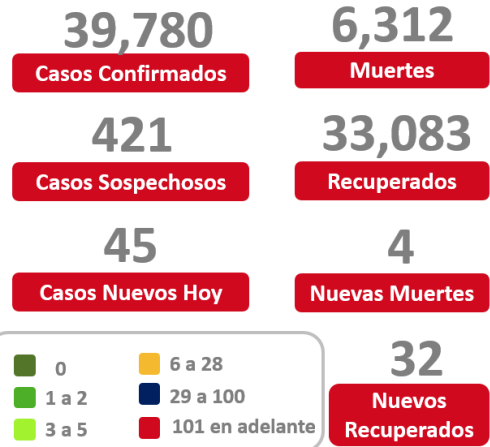 39,780
Casos Confirmados
6,312
Muertes
421
Casos Sospechosos
33,083
Recuperados
45
Casos Nuevos Hoy
4
Nuevas Muertes
0
1 a 2
3 a 5
6 a 28
29 a 100
101 en adelante
32
Nuevos
Recuperados